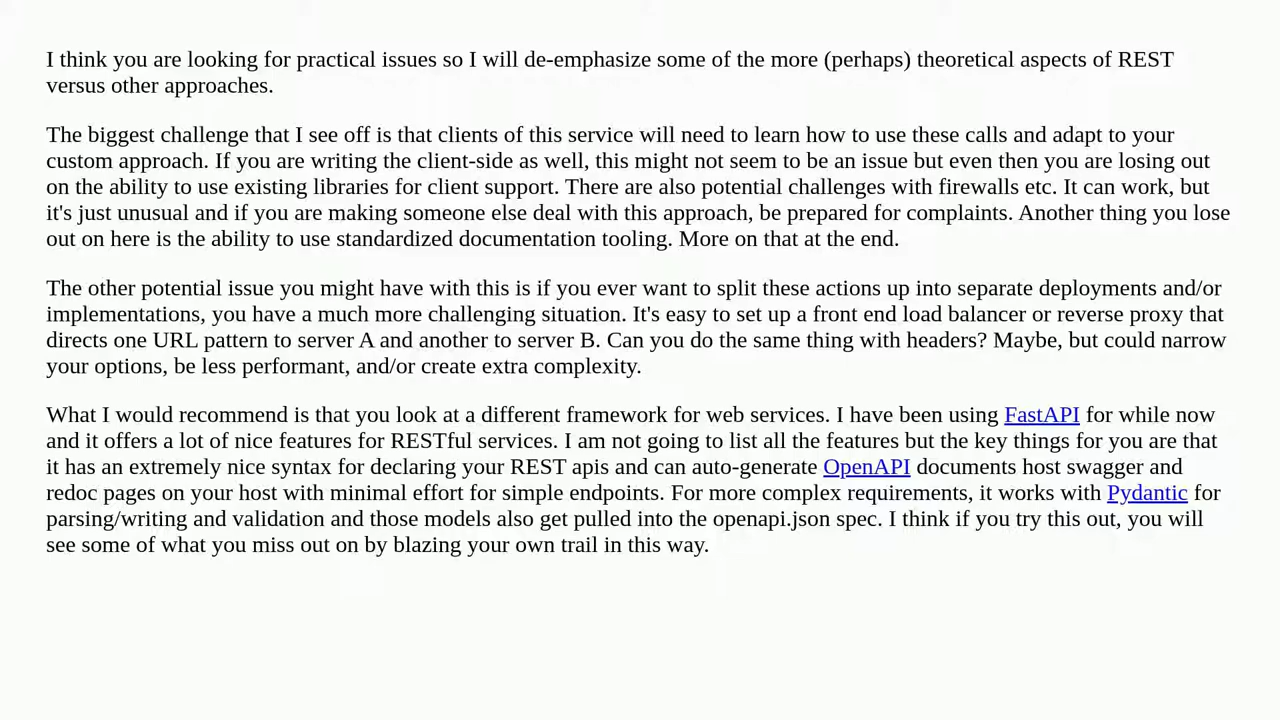 I think you are looking for practical issues so I will de-emphasize some of the more (perhaps) theoretical aspects of REST
versus other approaches.
The biggest challenge that I see off is that clients of this service will need to learn how to use these calls and adapt to your
custom approach. If you are writing the client-side as well, this might not seem to be an issue but even then you are losing out
on the ability to use existing libraries for client support. There are also potential challenges with firewalls etc. It can work, but
it's just unusual and if you are making someone else deal with this approach, be prepared for complaints. Another thing you lose
out on here is the ability to use standardized documentation tooling. More on that at the end.
The other potential issue you might have with this is if you ever want to split these actions up into separate deployments and/or
implementations, you have a much more challenging situation. It's easy to set up a front end load balancer or reverse proxy that
directs one URL pattern to server A and another to server B. Can you do the same thing with headers? Maybe, but could narrow
your options, be less performant, and/or create extra complexity.
What I would recommend is that you look at a different framework for web services. I have been using FastAPI for while now
and it offers a lot of nice features for RESTful services. I am not going to list all the features but the key things for you are that
it has an extremely nice syntax for declaring your REST apis and can auto-generate OpenAPI documents host swagger and
redoc pages on your host with minimal effort for simple endpoints. For more complex requirements, it works with Pydantic for
parsing/writing and validation and those models also get pulled into the openapi.json spec. I think if you try this out, you will
see some of what you miss out on by blazing your own trail in this way.